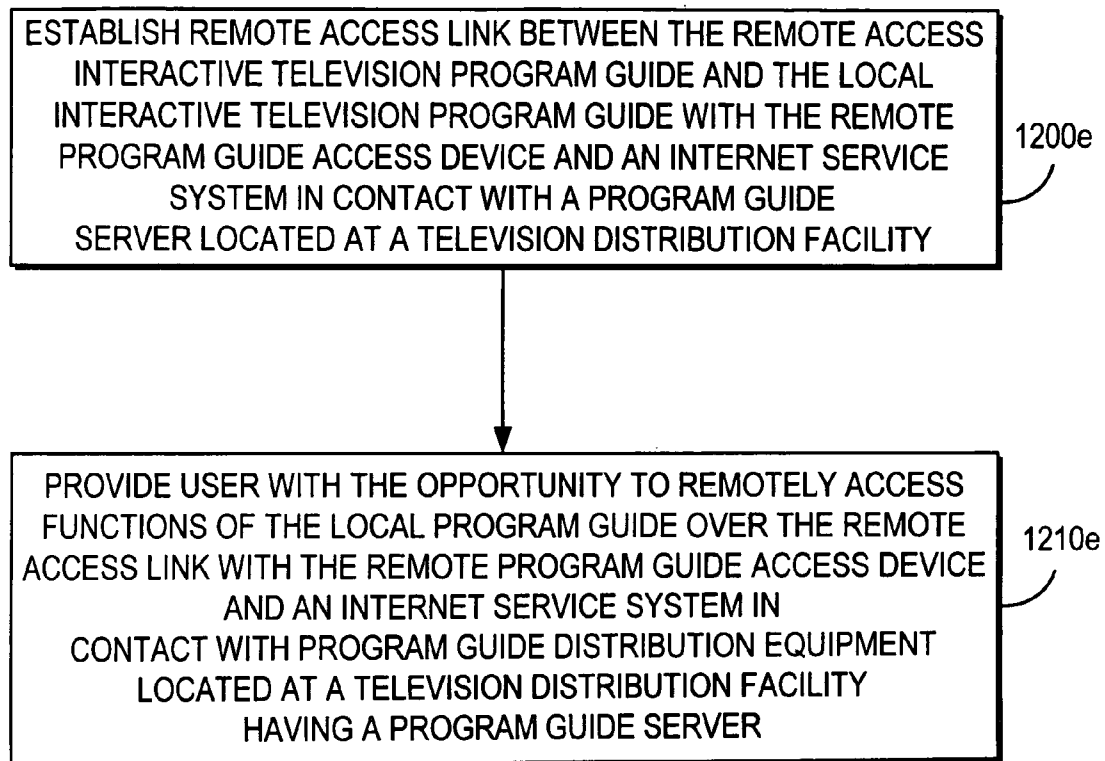 ESTABLISH REMOTE ACCESS LINK BETWEEN THE REMOTE ACCESS
INTERACTIVE TELEVISION PROGRAM GUIDE AND THE LOCAL
INTERACTIVE TELEVISION PROGRAM GUIDE WITH THE REMOTE
PROGRAM GUIDE ACCESS DEVICE AND AN INTERNET SERVICE
SYSTEM IN CONTACT WITH A PROGRAM GUIDE
SERVER LOCATED AT A TELEVISION DISTRIBUTION FACILITY
1200e
PROVIDE USER WITH THE OPPORTUNITY TO REMOTELY ACCESS
FUNCTIONS OF THE LOCAL PROGRAM GUIDE OVER THE REMOTE
ACCESS LINK WITH THE REMOTE PROGRAM GUIDE ACCESS DEVICE
AND AN INTERNET SERVICE SYSTEM IN
CONTACT WITH PROGRAM GUIDE DISTRIBUTION EQUIPMENT
LOCATED AT A TELEVISION DISTRIBUTION FACILITY
HAVING A PROGRAM GUIDE SERVER
1210e